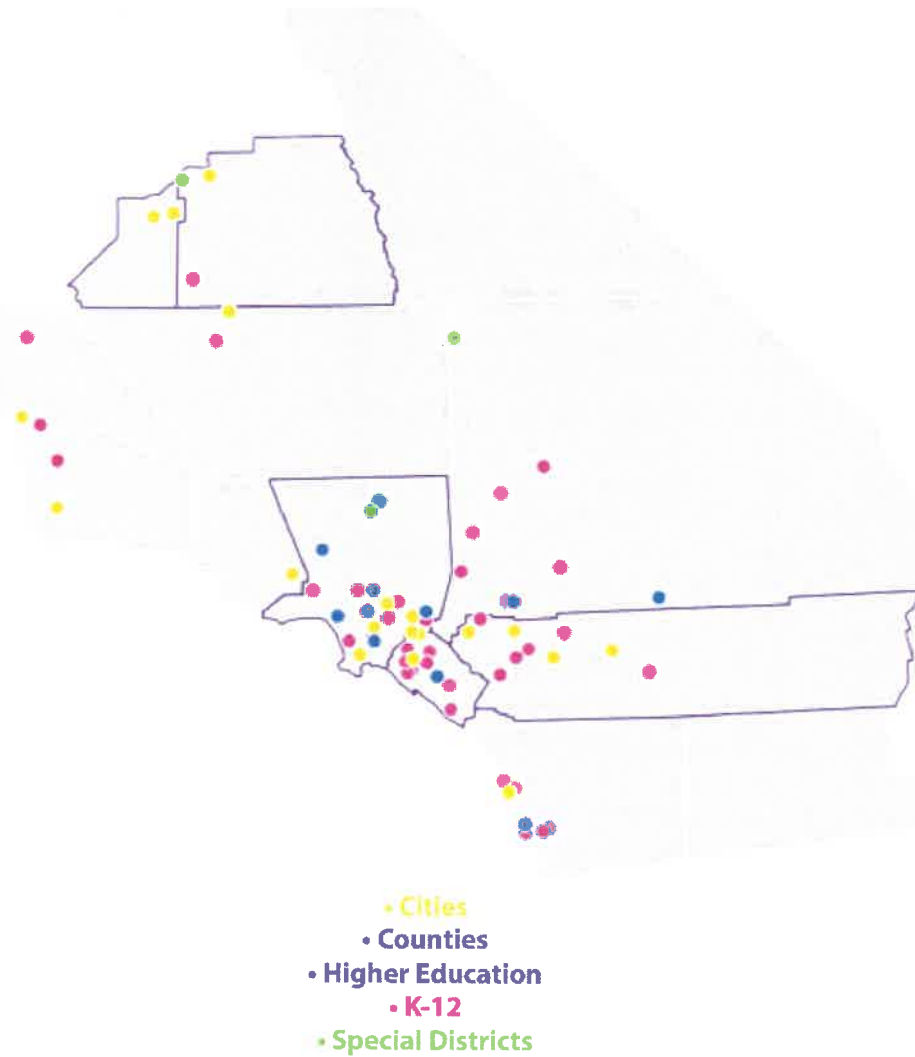 • Cities
• Counties
• Higher Education
• K-12
• Special Districts